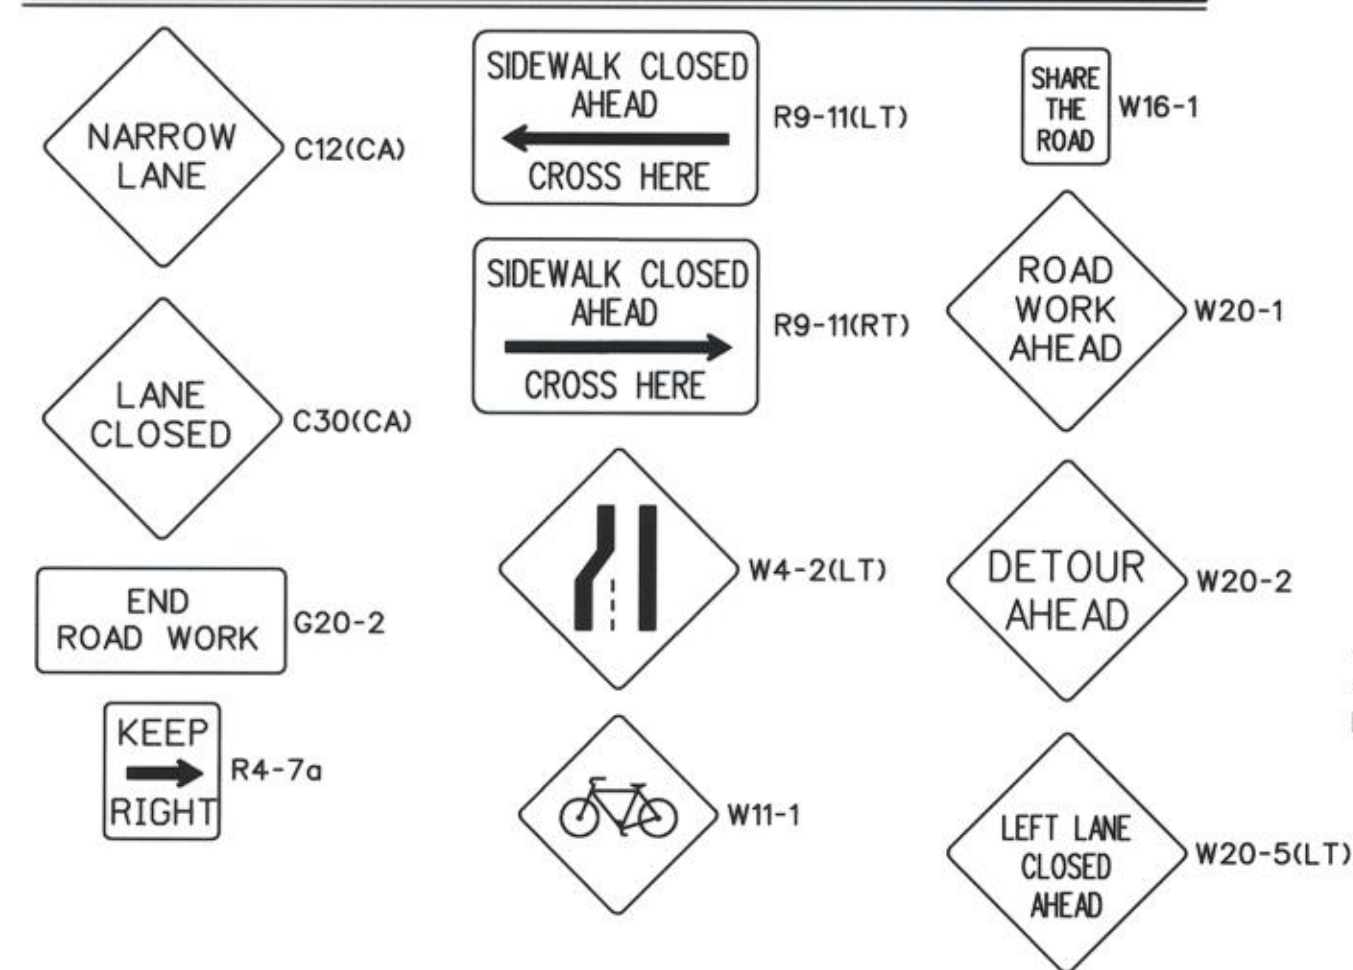 NARROW
LANE
C12(CA)
LANE
CLOSED
C30(CA)
END
ROAD WORK
G20-2
KEEP
RIGHT
R4-7a
SIDEWALK CLOSED
AHEAD
CROSS HERE
R9-11(LT)
SIDEWALK CLOSED
AHEAD
CROSS HERE
R9-11(RT)
W4-2(LT)
W11-1
SHARE
THE
ROAD
W16-1
ROAD
WORK
AHEAD
W20-1
DETOUR
AHEAD
W20-2
LEFT LANE
CLOSED
AHEAD
W20-5(LT)